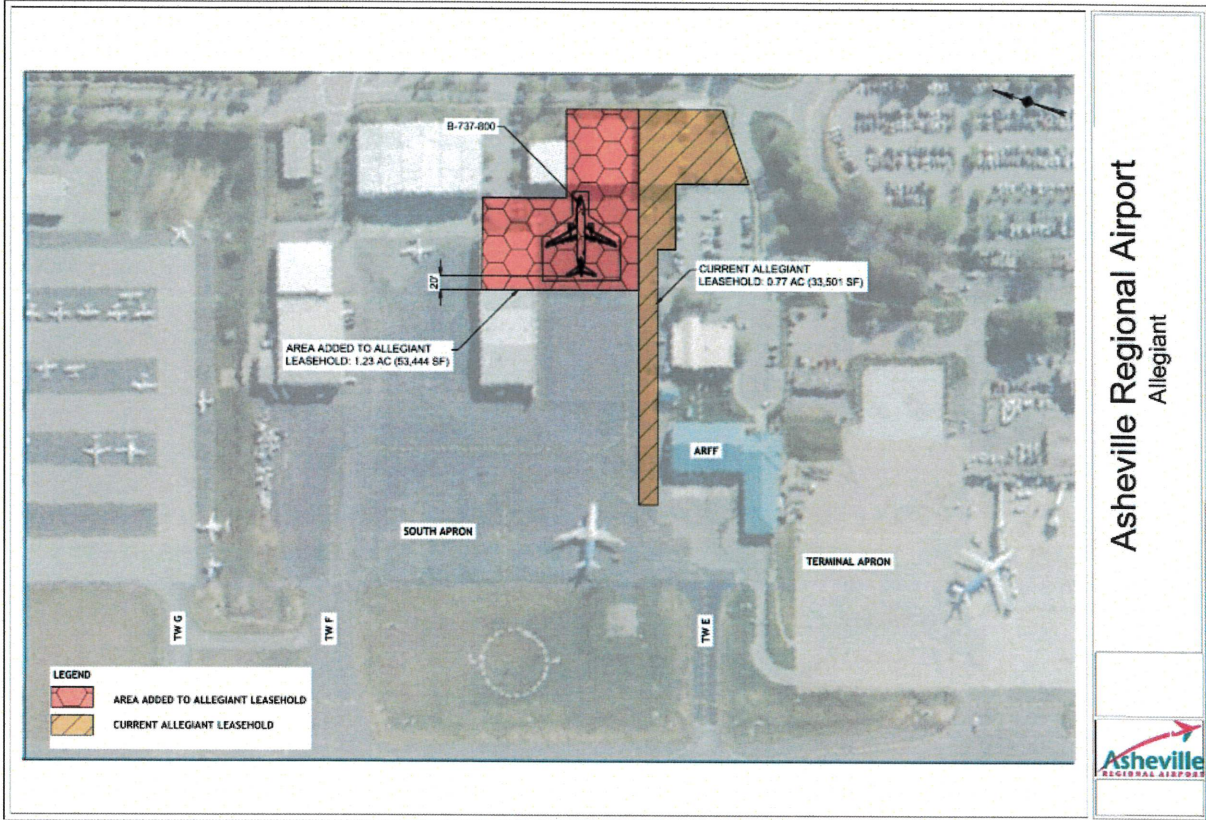 B-737-800
20'
CURRENT ALLEGIANT
LEASEHOLD: 0.77 AC (33,501 SF)
AREA ADDED TO ALLEGIANT
LEASEHOLD: 1.23 AC (53,444 SF)
ARFF
SOUTH APRON
TERMINAL APRON
TW G
TW F
TW E
LEGEND
AREA ADDED TO ALLEGIANT LEASEHOLD
CURRENT ALLEGIANT LEASEHOLD
Asheville Regional Airport
Allegiant
Asheville
REGIONAL AIRPORT